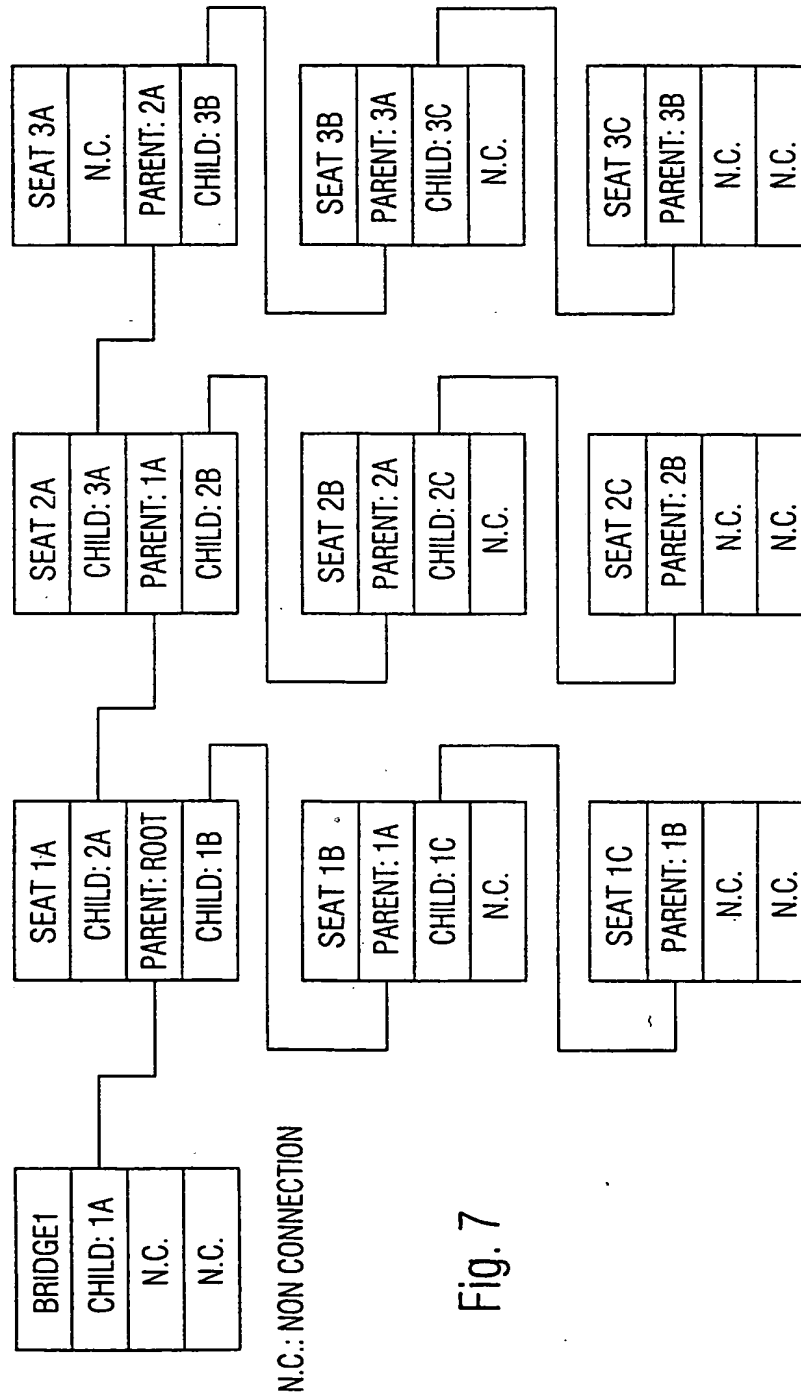 BRIDGE1
CHILD: 1A
N.C.
N.C.
SEAT 1A
CHILD: 2A
PARENT: ROOT
CHILD: 1B
SEAT 2A
CHILD: 3A
PARENT: 1A
CHILD: 2B
SEAT 3A
N.C.
PARENT: 2A
CHILD: 3B
SEAT 1B
PARENT: 1A
CHILD: 1C
N.C.
SEAT 2B
PARENT: 2A
CHILD: 2C
N.C.
SEAT 3B
PARENT: 3A
CHILD: 3C
N.C.
SEAT 1C
PARENT: 1B
N.C.
N.C.
SEAT 2C
PARENT: 2B
N.C.
N.C.
SEAT 3C
PARENT: 3B
N.C.
N.C.
N.C.: NON CONNECTION
Fig. 7